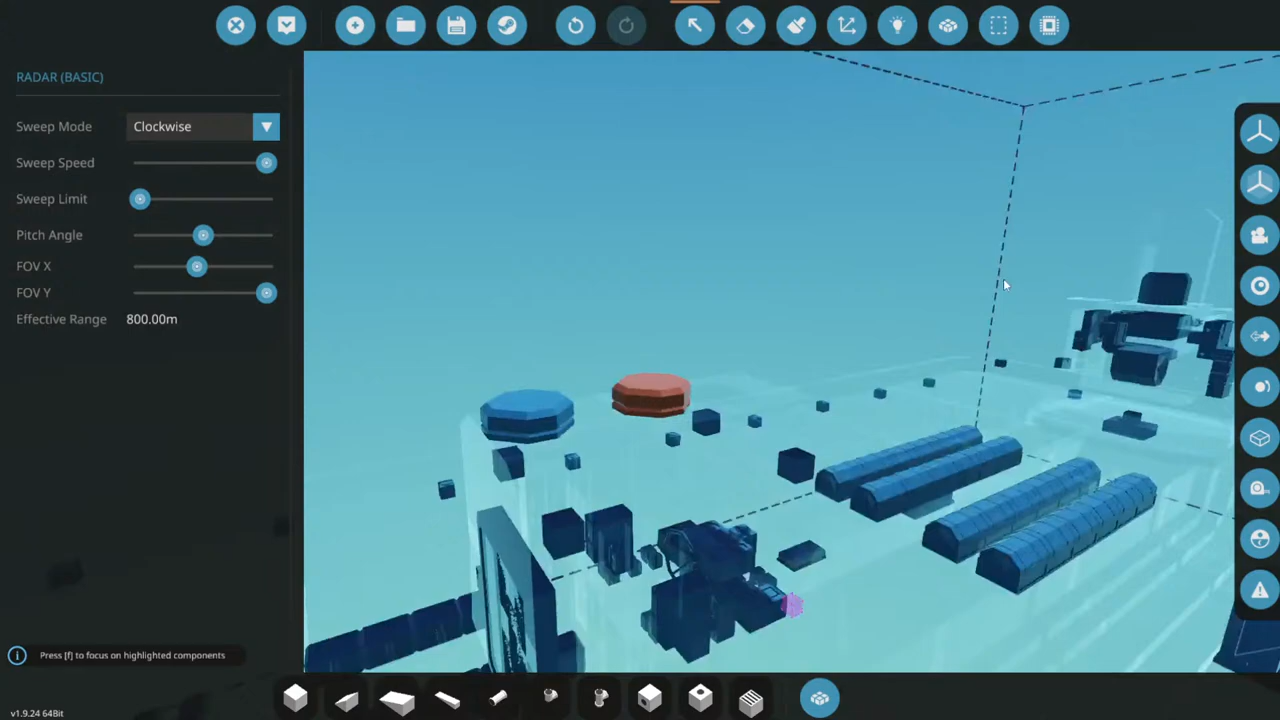 RADAR (BASIC)
Sweep Mode Clockwise
Sweep Speed
Sweep Limit
Pitch Angle
FOV X
FOV Y
Effective Range 800.00m
Press [f] to focus on highlighted components
v1.9.24 64Bit